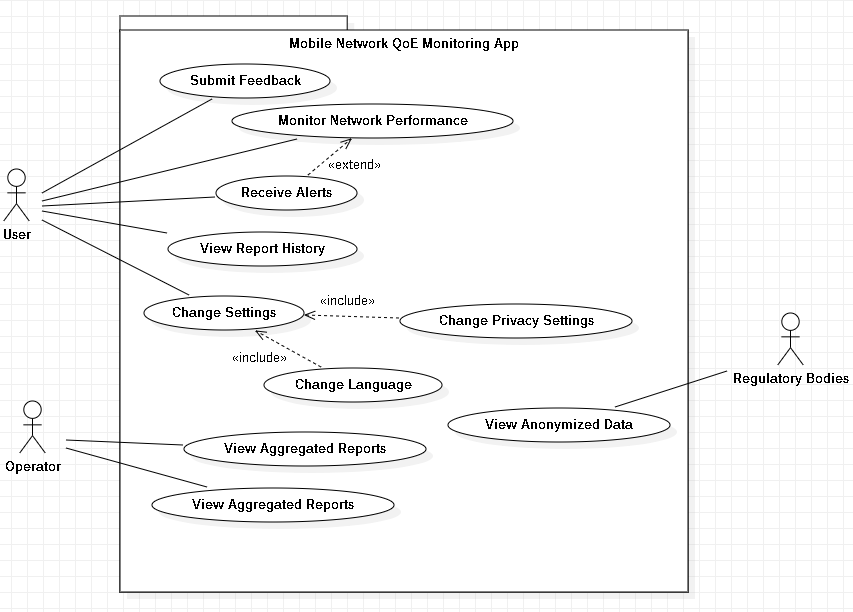 Mobile Network QoE Monitoring App
Submit Feedback
Monitor Network Performance
«extend»
Receive Alerts
User
View Report History
«include»
Change Settings
Change Privacy Settings
«include»
Change Language
Regulatory Bodies
View Anonymized Data
View Aggregated Reports
Operator
View Aggregated Reports